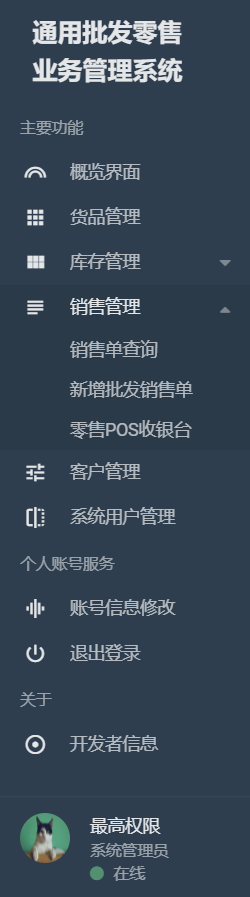 通用批发零售
业务管理系统
主要功能
概览界面
货品管理
库存管理
销售管理
销售单查询
新增批发销售单
零售POS收银台
客户管理
系统用户管理
个人账号服务
账号信息修改
退出登录
关于
开发者信息
最高权限
系统管理员
在线